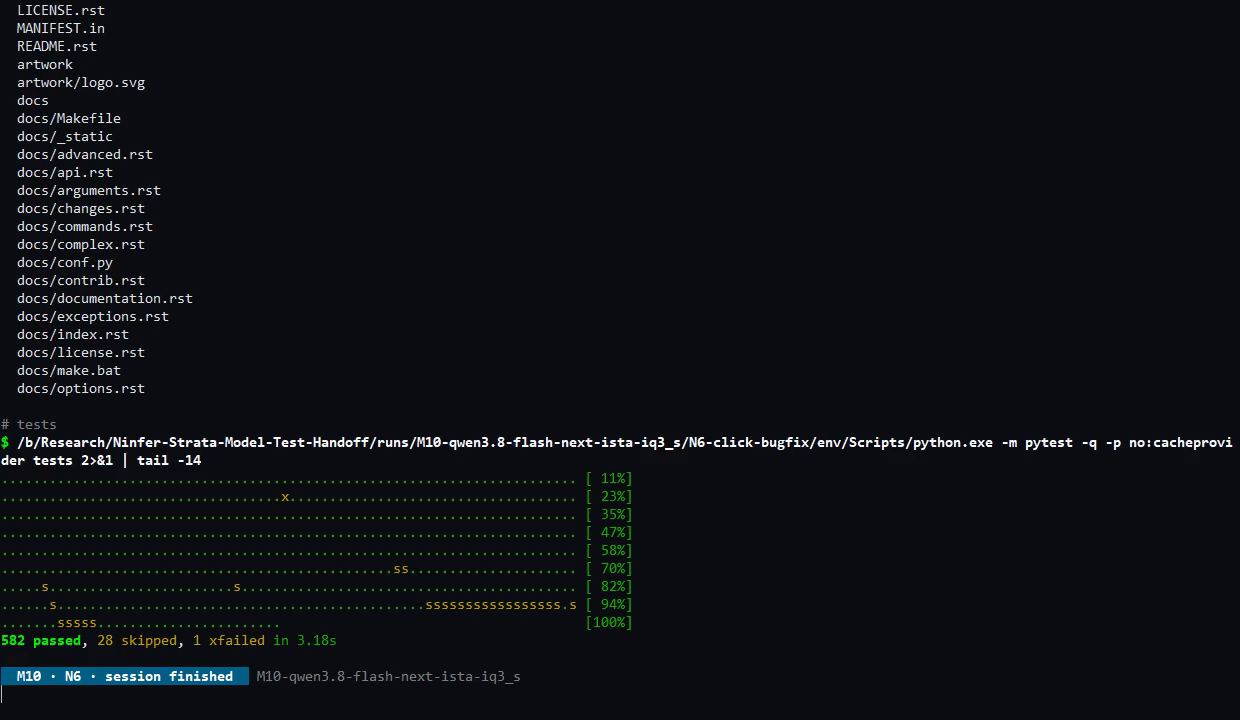 LICENSE.rst
MANIFEST.in
README.rst
artwork
artwork/logo.svg
docs
docs/Makefile
docs/_static
docs/advanced.rst
docs/api.rst
docs/arguments.rst
docs/changes.rst
docs/commands.rst
docs/complex.rst
docs/conf.py
docs/contrib.rst
docs/documentation.rst
docs/exceptions.rst
docs/index.rst
docs/license.rst
docs/make.bat
docs/options.rst
# tests
$ /b/Research/Ninfer-Strata-Model-Test-Handoff/runs/M10-qwen3.8-flash-next-ista-iq3_s/N6-click-bugfix/env/Scripts/python.exe -m pytest -q -p no:cacheprovi
der tests 2>&1 | tail -14
........................................................................ [ 11%]
...................................x.................................... [ 23%]
........................................................................ [ 35%]
........................................................................ [ 47%]
........................................................................ [ 58%]
.................................................ss..................... [ 70%]
.....s.......................s.......................................... [ 82%]
......s..............................................sssssssssssssssss.s [ 94%]
.......sssss.......................                                      [100%]
582 passed, 28 skipped, 1 xfailed in 3.18s
M10 · N6 · session finished M10-qwen3.8-flash-next-ista-iq3_s